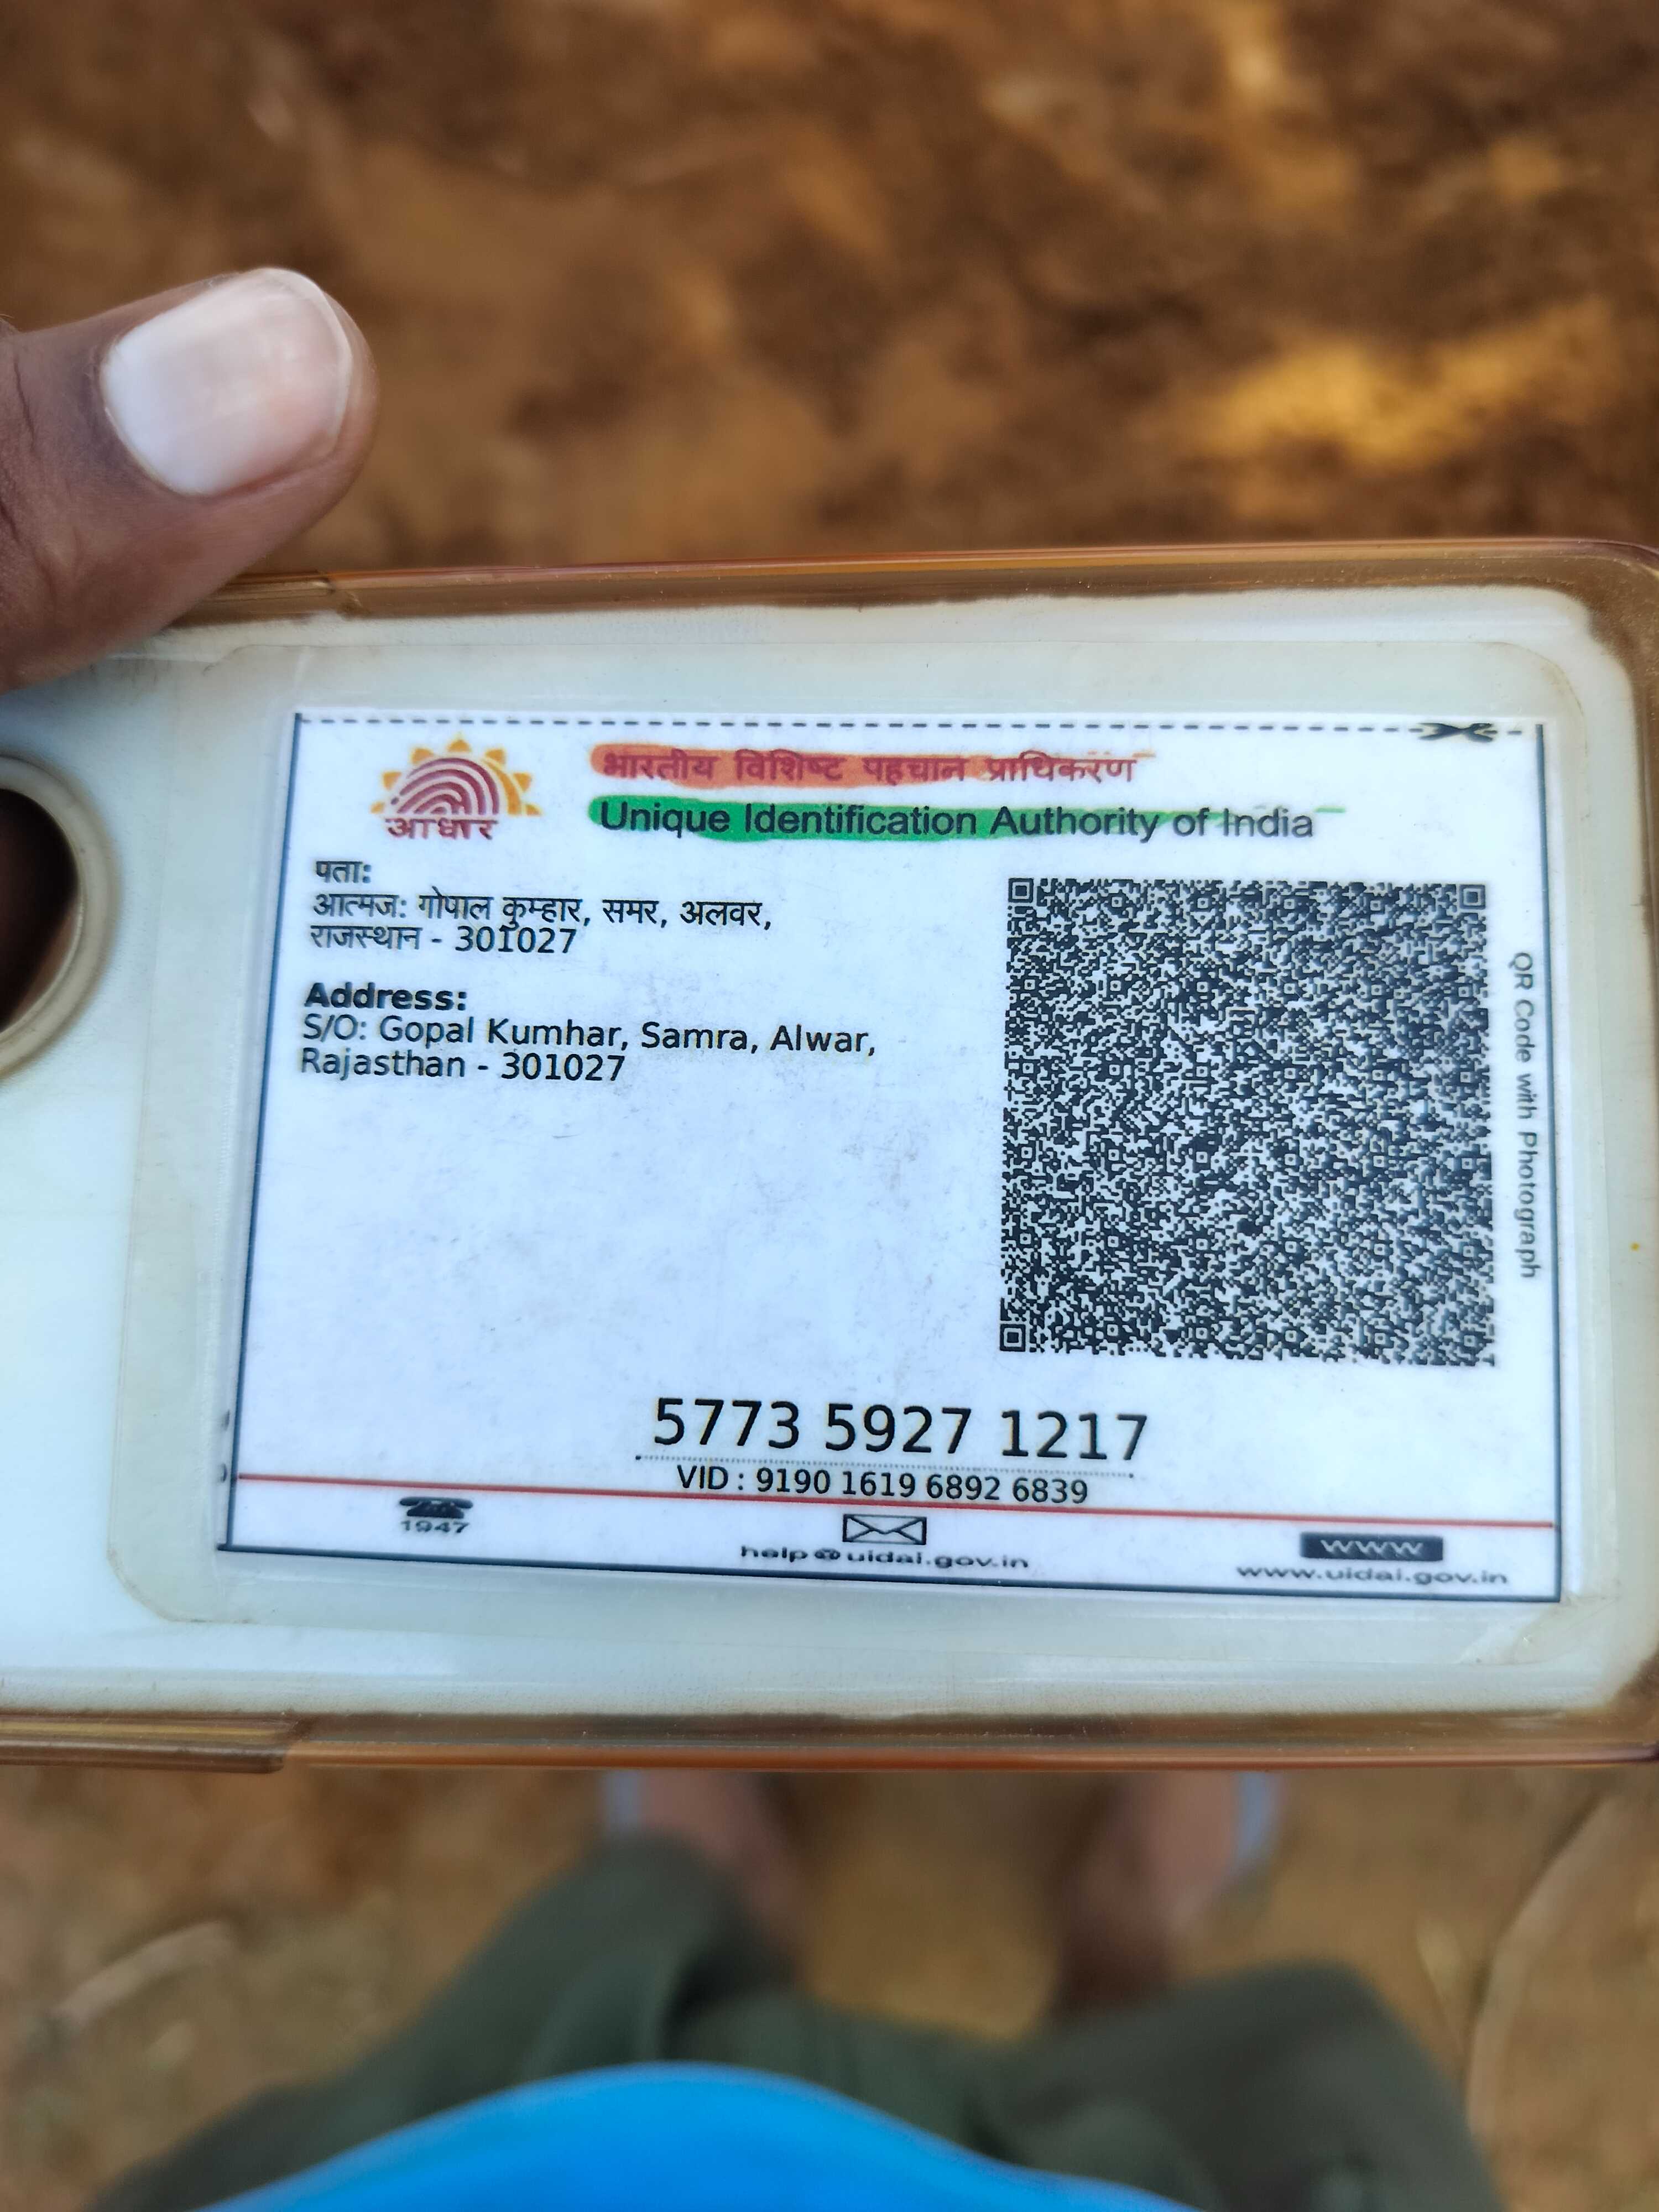 आधार
भारतीय विशिष्ट पहचान प्राधिकरण
Unique Identification Authority of India
पता:
आत्मज: गोपाल कुम्हार, समर, अलवर,
राजस्थान - 301027
Address:
S/O: Gopal Kumhar, Samra, Alwar,
Rajasthan - 301027
QR Code with Photograph
5773 5927 1217
VID : 9190 1619 6892 6839
1947
help@uidai.gov.in
www
www.uidai.gov.in